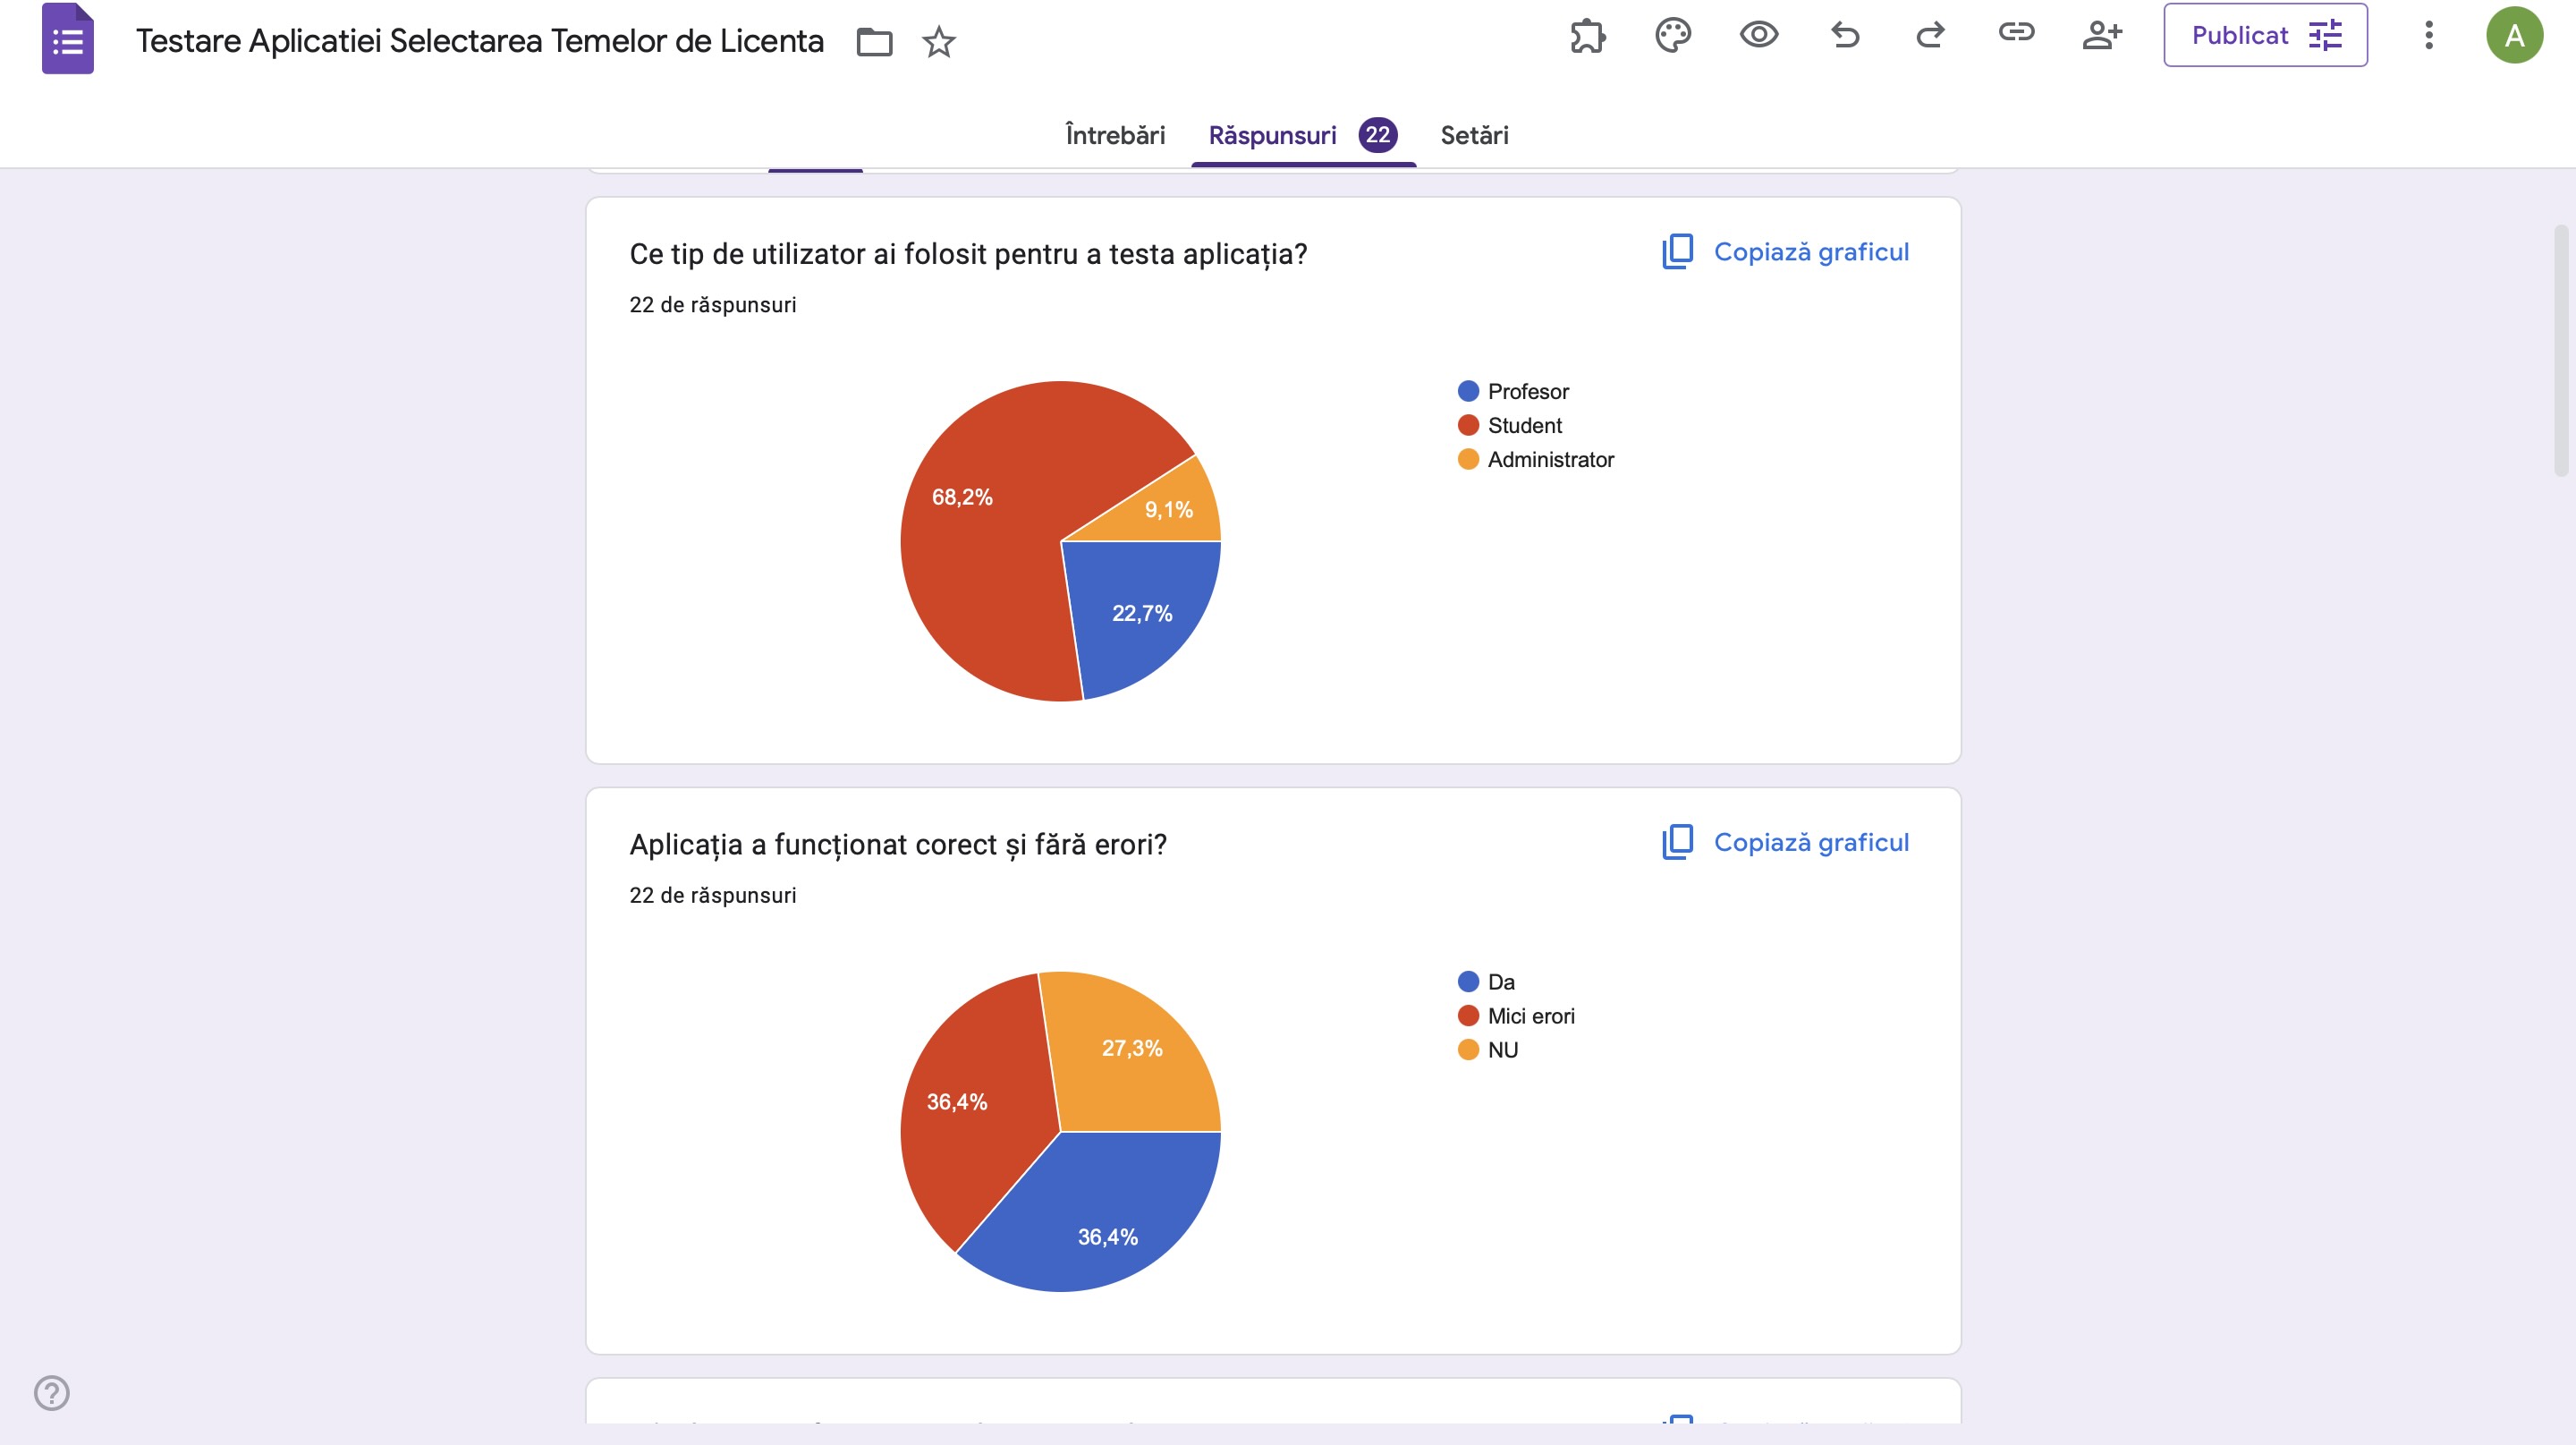 Testare Aplicatiei Selectarea Temelor de Licenta
Publicat
A
Întrebări
Răspunsuri 22
Setări
Ce tip de utilizator ai folosit pentru a testa aplicația?
Copiază graficul
22 de răspunsuri
Profesor
Student
Administrator
68,2%
9,1%
22,7%
Aplicația a funcționat corect și fără erori?
Copiază graficul
22 de răspunsuri
Da
Mici erori
NU
27,3%
36,4%
36,4%